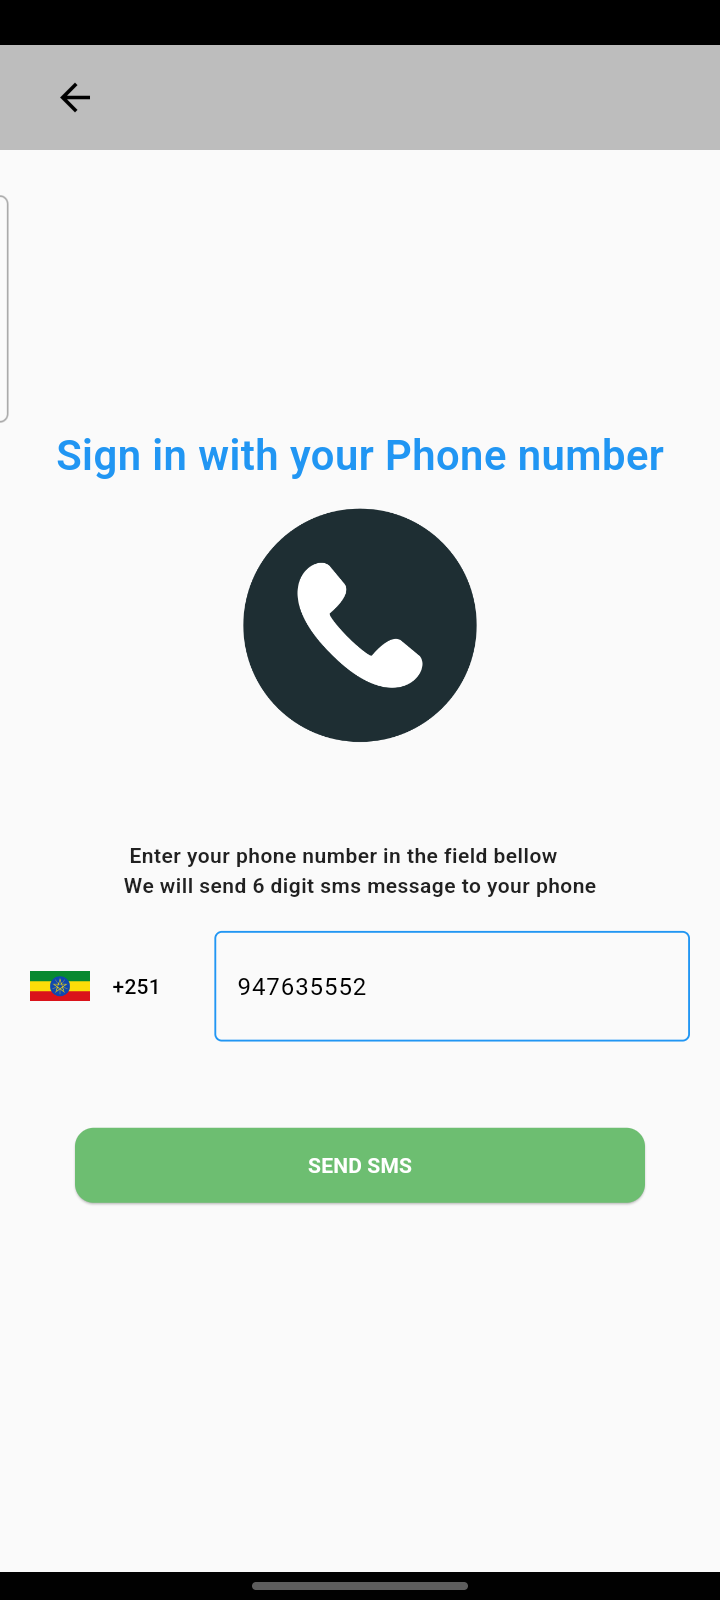 Sign in with your Phone number
Enter your phone number in the field bellow
We will send 6 digit sms message to your phone
+251 947635552
SEND SMS